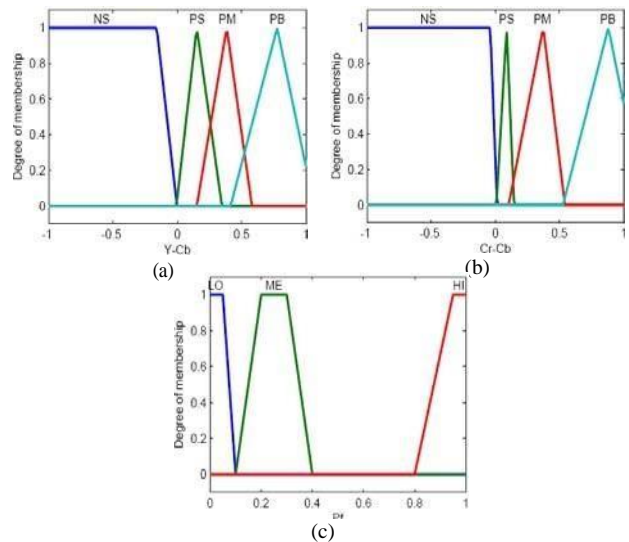 NS PS PM PB
Degree of membership
1
0.8
0.6
0.4
0.2
0
-1 -0.5 0 0.5 1
Y-Cb
(a)
NS PS PM PB
Degree of membership
1
0.8
0.6
0.4
0.2
0
-1 -0.5 0 0.5 1
Cr-Cb
(b)
LO ME HI
Degree of membership
1
0.8
0.6
0.4
0.2
0
0 0.2 0.4 0.6 0.8 1
(c)